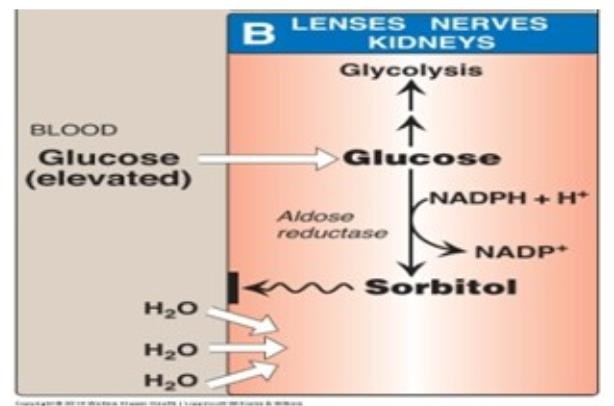 B
LENSES NERVES
KIDNEYS
Glycolysis
BLOOD
Glucose
(elevated)
Glucose
NADPH + H⁺
Aldose
reductase
NADP⁺
Sorbitol
H₂O
H₂O
H₂O